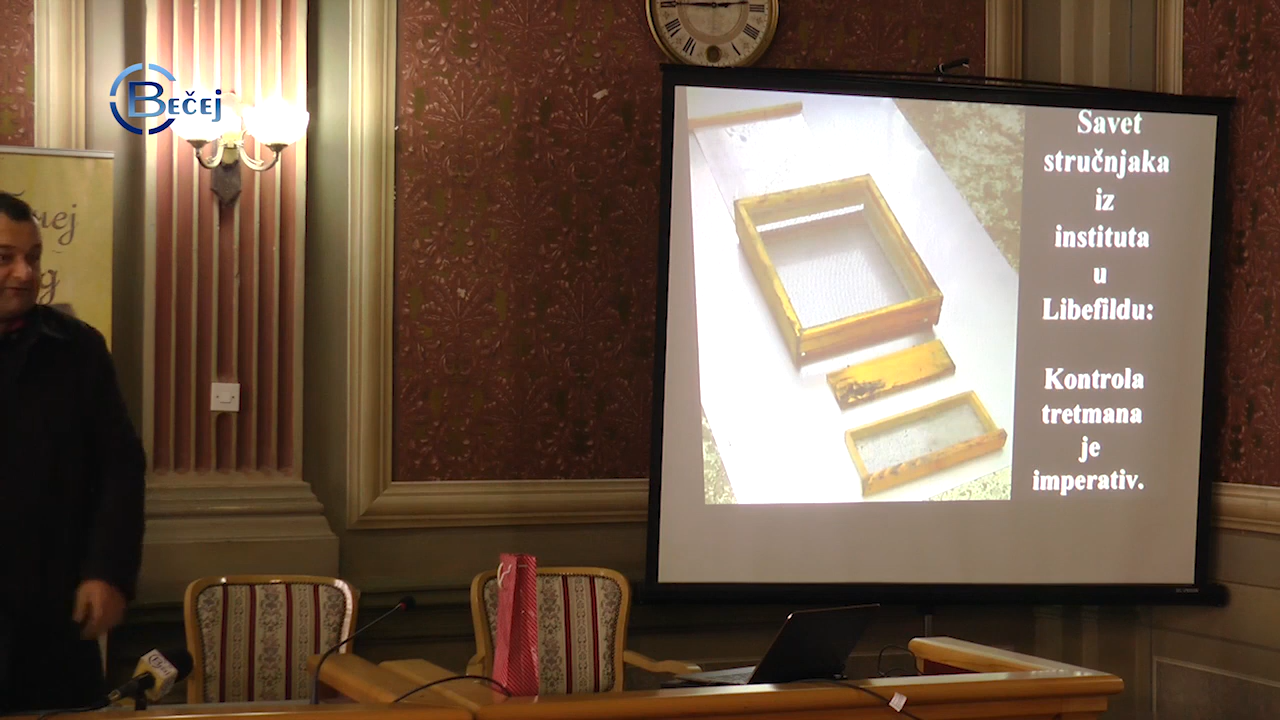 BEČEJ
Savet
stručnjaka
iz
instituta
u
Libefildu:
Kontrola
tretmana
je
imperativ.